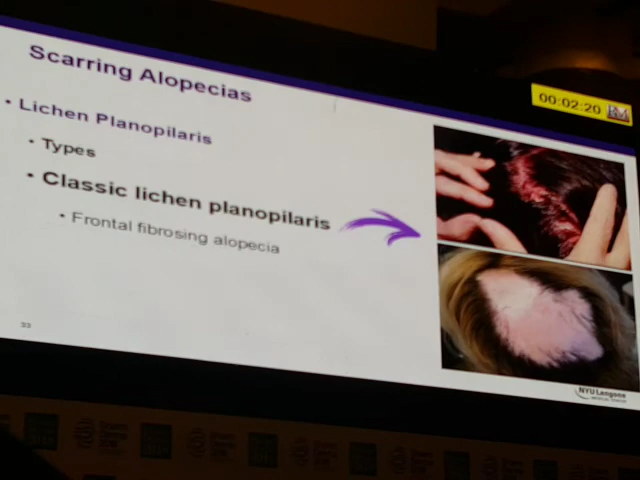 Scarring Alopecias
00:02:20
• Lichen Planopilaris
• Types
• Classic lichen planopilaris
• Frontal fibrosing alopecia
33
NYU Langone